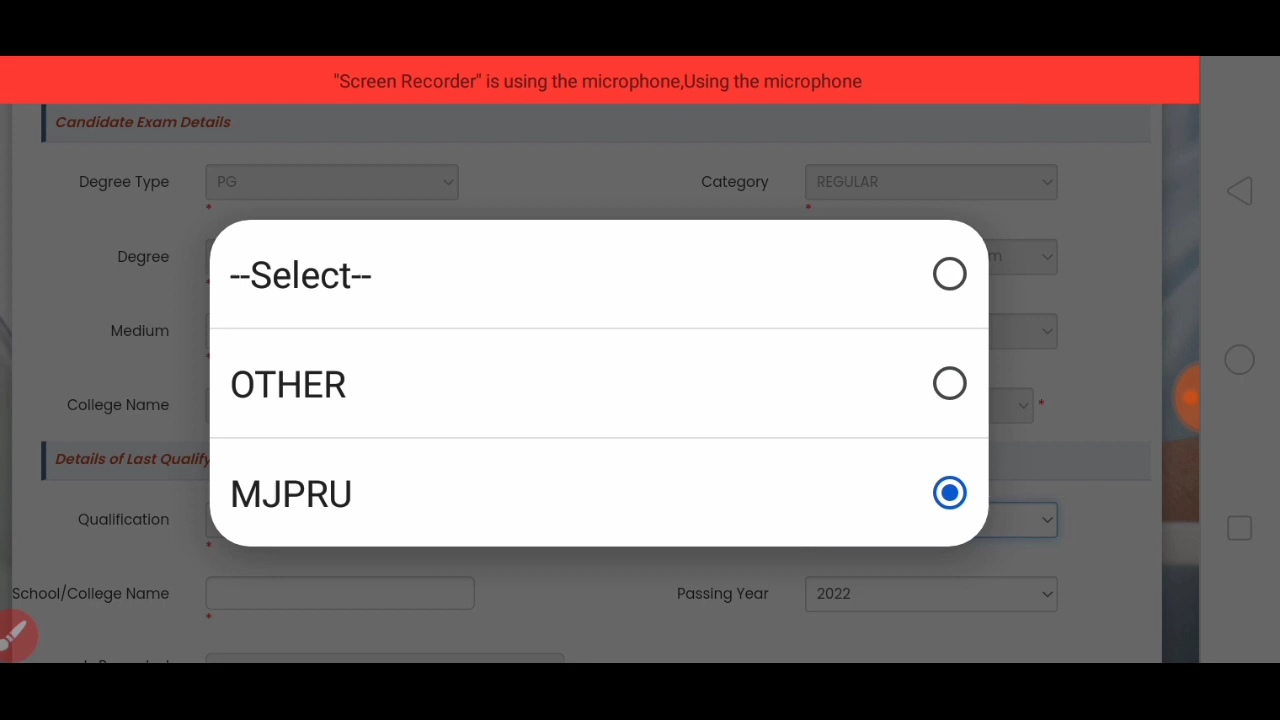 "Screen Recorder" is using the microphone,Using the microphone
Candidate Exam Details
Degree Type PG * Category REGULAR *
--Select--
Degree m
OTHER
Medium
College Name *
MJPRU
Details of Last Qualify
Qualification *
School/College Name * Passing Year 2022